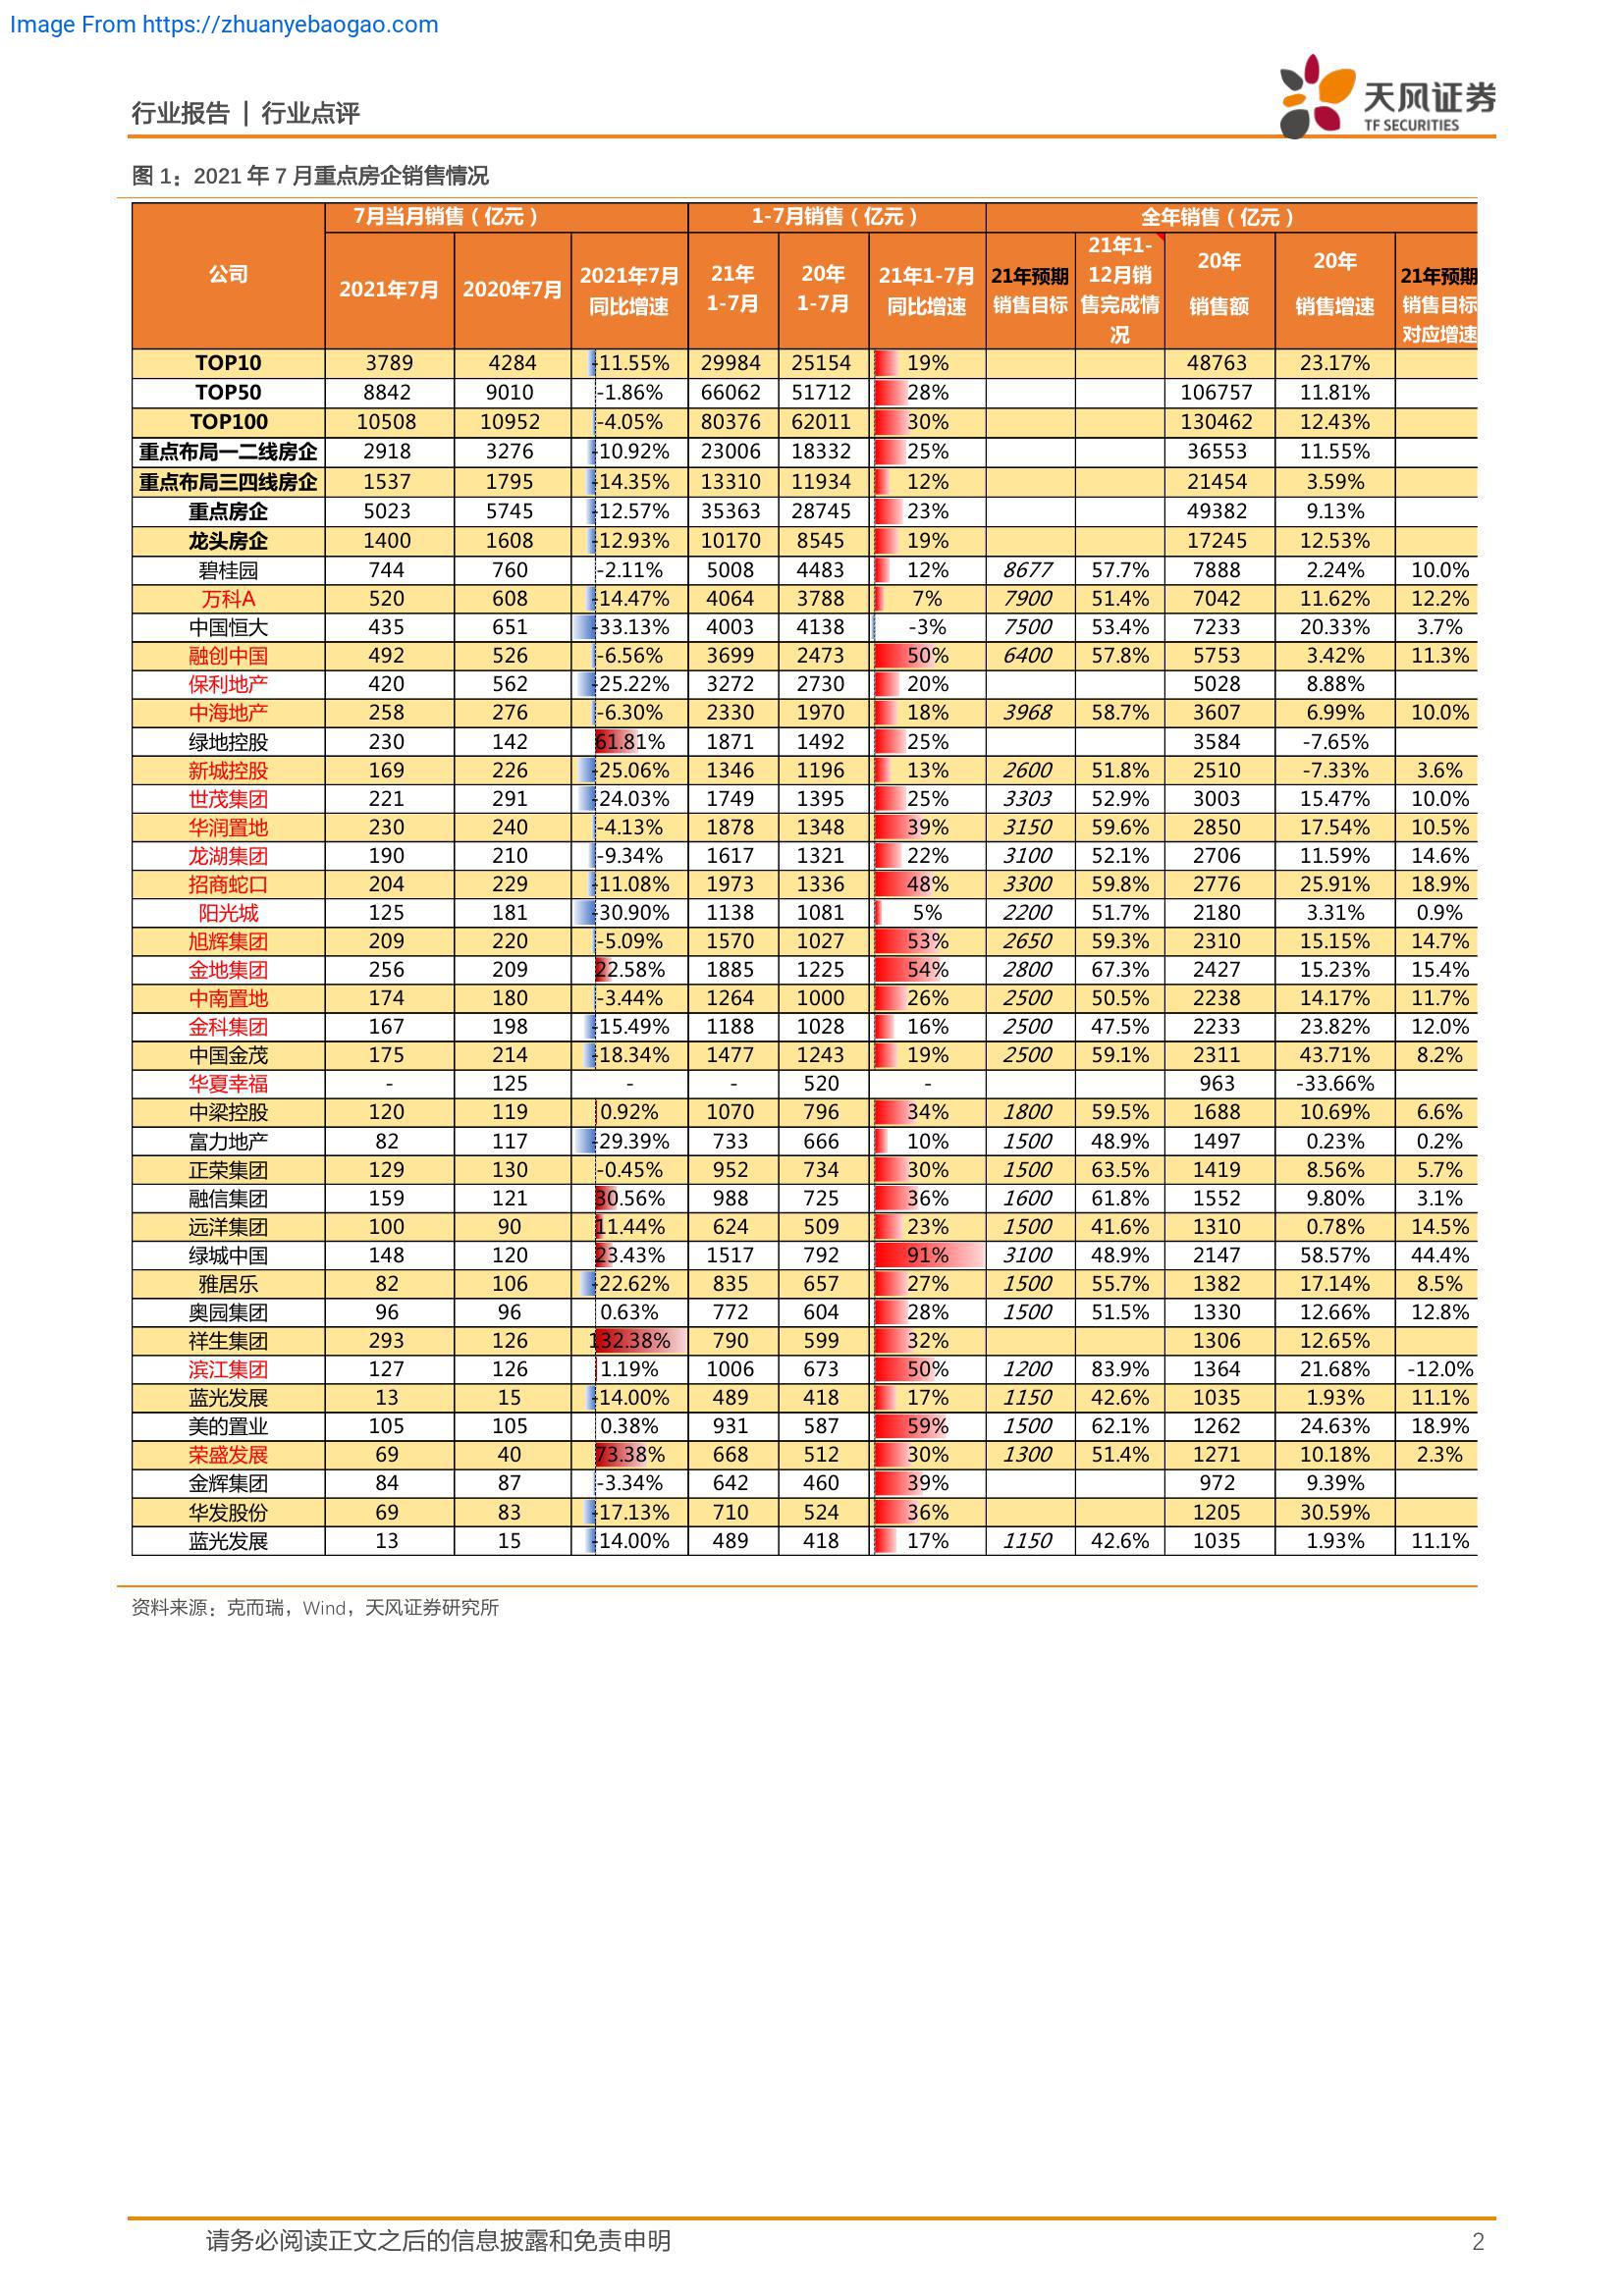 Image From https://zhuanyebaogao.com
行业报告 | 行业点评
天风证券
TF SECURITIES
图 1：2021 年 7 月重点房企销售情况
公司 7月当月销售（亿元） 1-7月销售（亿元） 全年销售（亿元）
2021年7月 2020年7月 2021年7月同比增速 21年1-7月 20年1-7月 21年1-7月同比增速 21年预期销售目标 21年1-12月销售完成情况 20年销售额 20年销售增速 21年预期销售目标对应增速
TOP10 3789 4284 -11.55% 29984 25154 19% 48763 23.17%
TOP50 8842 9010 -1.86% 66062 51712 28% 106757 11.81%
TOP100 10508 10952 -4.05% 80376 62011 30% 130462 12.43%
重点布局一二线房企 2918 3276 -10.92% 23006 18332 25% 36553 11.55%
重点布局三四线房企 1537 1795 -14.35% 13310 11934 12% 21454 3.59%
重点房企 5023 5745 -12.57% 35363 28745 23% 49382 9.13%
龙头房企 1400 1608 -12.93% 10170 8545 19% 17245 12.53%
碧桂园 744 760 -2.11% 5008 4483 12% 8677 57.7% 7888 2.24% 10.0%
万科A 520 608 -14.47% 4064 3788 7% 7900 51.4% 7042 11.62% 12.2%
中国恒大 435 651 -33.13% 4003 4138 -3% 7500 53.4% 7233 20.33% 3.7%
融创中国 492 526 -6.56% 3699 2473 50% 6400 57.8% 5753 3.42% 11.3%
保利地产 420 562 -25.22% 3272 2730 20% 5028 8.88%
中海地产 258 276 -6.30% 2330 1970 18% 3968 58.7% 3607 6.99% 10.0%
绿地控股 230 142 61.81% 1871 1492 25% 3584 -7.65%
新城控股 169 226 -25.06% 1346 1196 13% 2600 51.8% 2510 -7.33% 3.6%
世茂集团 221 291 -24.03% 1749 1395 25% 3303 52.9% 3003 15.47% 10.0%
华润置地 230 240 -4.13% 1878 1348 39% 3150 59.6% 2850 17.54% 10.5%
龙湖集团 190 210 -9.34% 1617 1321 22% 3100 52.1% 2706 11.59% 14.6%
招商蛇口 204 229 -11.08% 1973 1336 48% 3300 59.8% 2776 25.91% 18.9%
阳光城 125 181 -30.90% 1138 1081 5% 2200 51.7% 2180 3.31% 0.9%
旭辉集团 209 220 -5.09% 1570 1027 53% 2650 59.3% 2310 15.15% 14.7%
金地集团 256 209 22.58% 1885 1225 54% 2800 67.3% 2427 15.23% 15.4%
中南置地 174 180 -3.44% 1264 1000 26% 2500 50.5% 2238 14.17% 11.7%
金科集团 167 198 -15.49% 1188 1028 16% 2500 47.5% 2233 23.82% 12.0%
中国金茂 175 214 -18.34% 1477 1243 19% 2500 59.1% 2311 43.71% 8.2%
华夏幸福 - 125 - - 520 - 963 -33.66%
中梁控股 120 119 0.92% 1070 796 34% 1800 59.5% 1688 10.69% 6.6%
富力地产 82 117 -29.39% 733 666 10% 1500 48.9% 1497 0.23% 0.2%
正荣集团 129 130 -0.45% 952 734 30% 1500 63.5% 1419 8.56% 5.7%
融信集团 159 121 30.56% 988 725 36% 1600 61.8% 1552 9.80% 3.1%
远洋集团 100 90 11.44% 624 509 23% 1500 41.6% 1310 0.78% 14.5%
绿城中国 148 120 23.43% 1517 792 91% 3100 48.9% 2147 58.57% 44.4%
雅居乐 82 106 -22.62% 835 657 27% 1500 55.7% 1382 17.14% 8.5%
奥园集团 96 96 0.63% 772 604 28% 1500 51.5% 1330 12.66% 12.8%
祥生集团 293 126 132.38% 790 599 32% 1306 12.65%
滨江集团 127 126 1.19% 1006 673 50% 1200 83.9% 1364 21.68% -12.0%
蓝光发展 13 15 -14.00% 489 418 17% 1150 42.6% 1035 1.93% 11.1%
美的置业 105 105 0.38% 931 587 59% 1500 62.1% 1262 24.63% 18.9%
荣盛发展 69 40 73.38% 668 512 30% 1300 51.4% 1271 10.18% 2.3%
金辉集团 84 87 -3.34% 642 460 39% 972 9.39%
华发股份 69 83 -17.13% 710 524 36% 1205 30.59%
蓝光发展 13 15 -14.00% 489 418 17% 1150 42.6% 1035 1.93% 11.1%
资料来源：克而瑞，Wind，天风证券研究所
请务必阅读正文之后的信息披露和免责申明 2